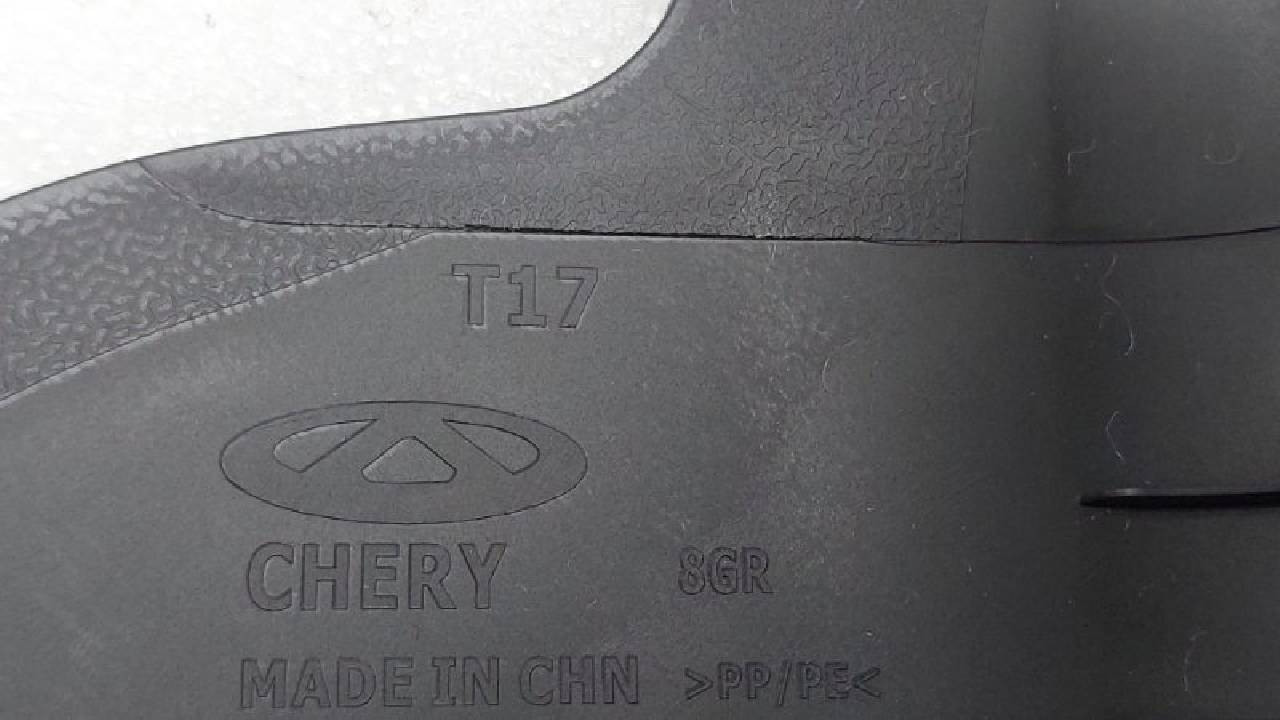 T17
CHERY 8GR
MADE IN CHN >PP/PE<